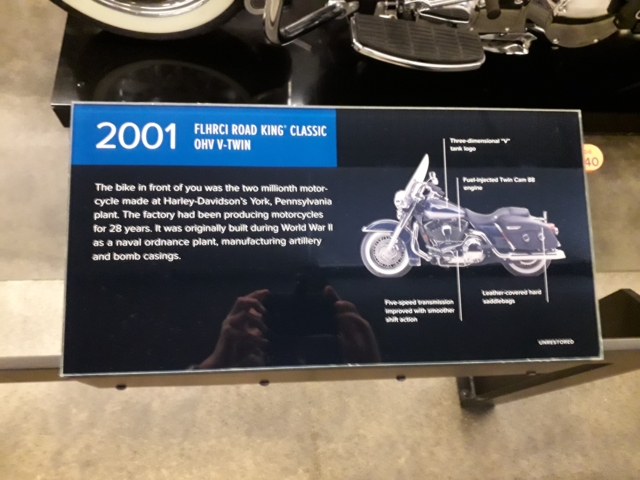 2001
FLHRCI ROAD KING® CLASSIC
OHV V-TWIN
The bike in front of you was the two millionth motor-
cycle made at Harley-Davidson's York, Pennsylvania
plant. The factory had been producing motorcycles
for 28 years. It was originally built during World War II
as a naval ordnance plant, manufacturing artillery
and bomb casings.
Three-dimensional "V"
tank logo
Fuel-injected Twin Cam 88
engine
Five-speed transmission
improved with smoother
shift action
Leather-covered hard
saddlebags
UNRESTORED
40